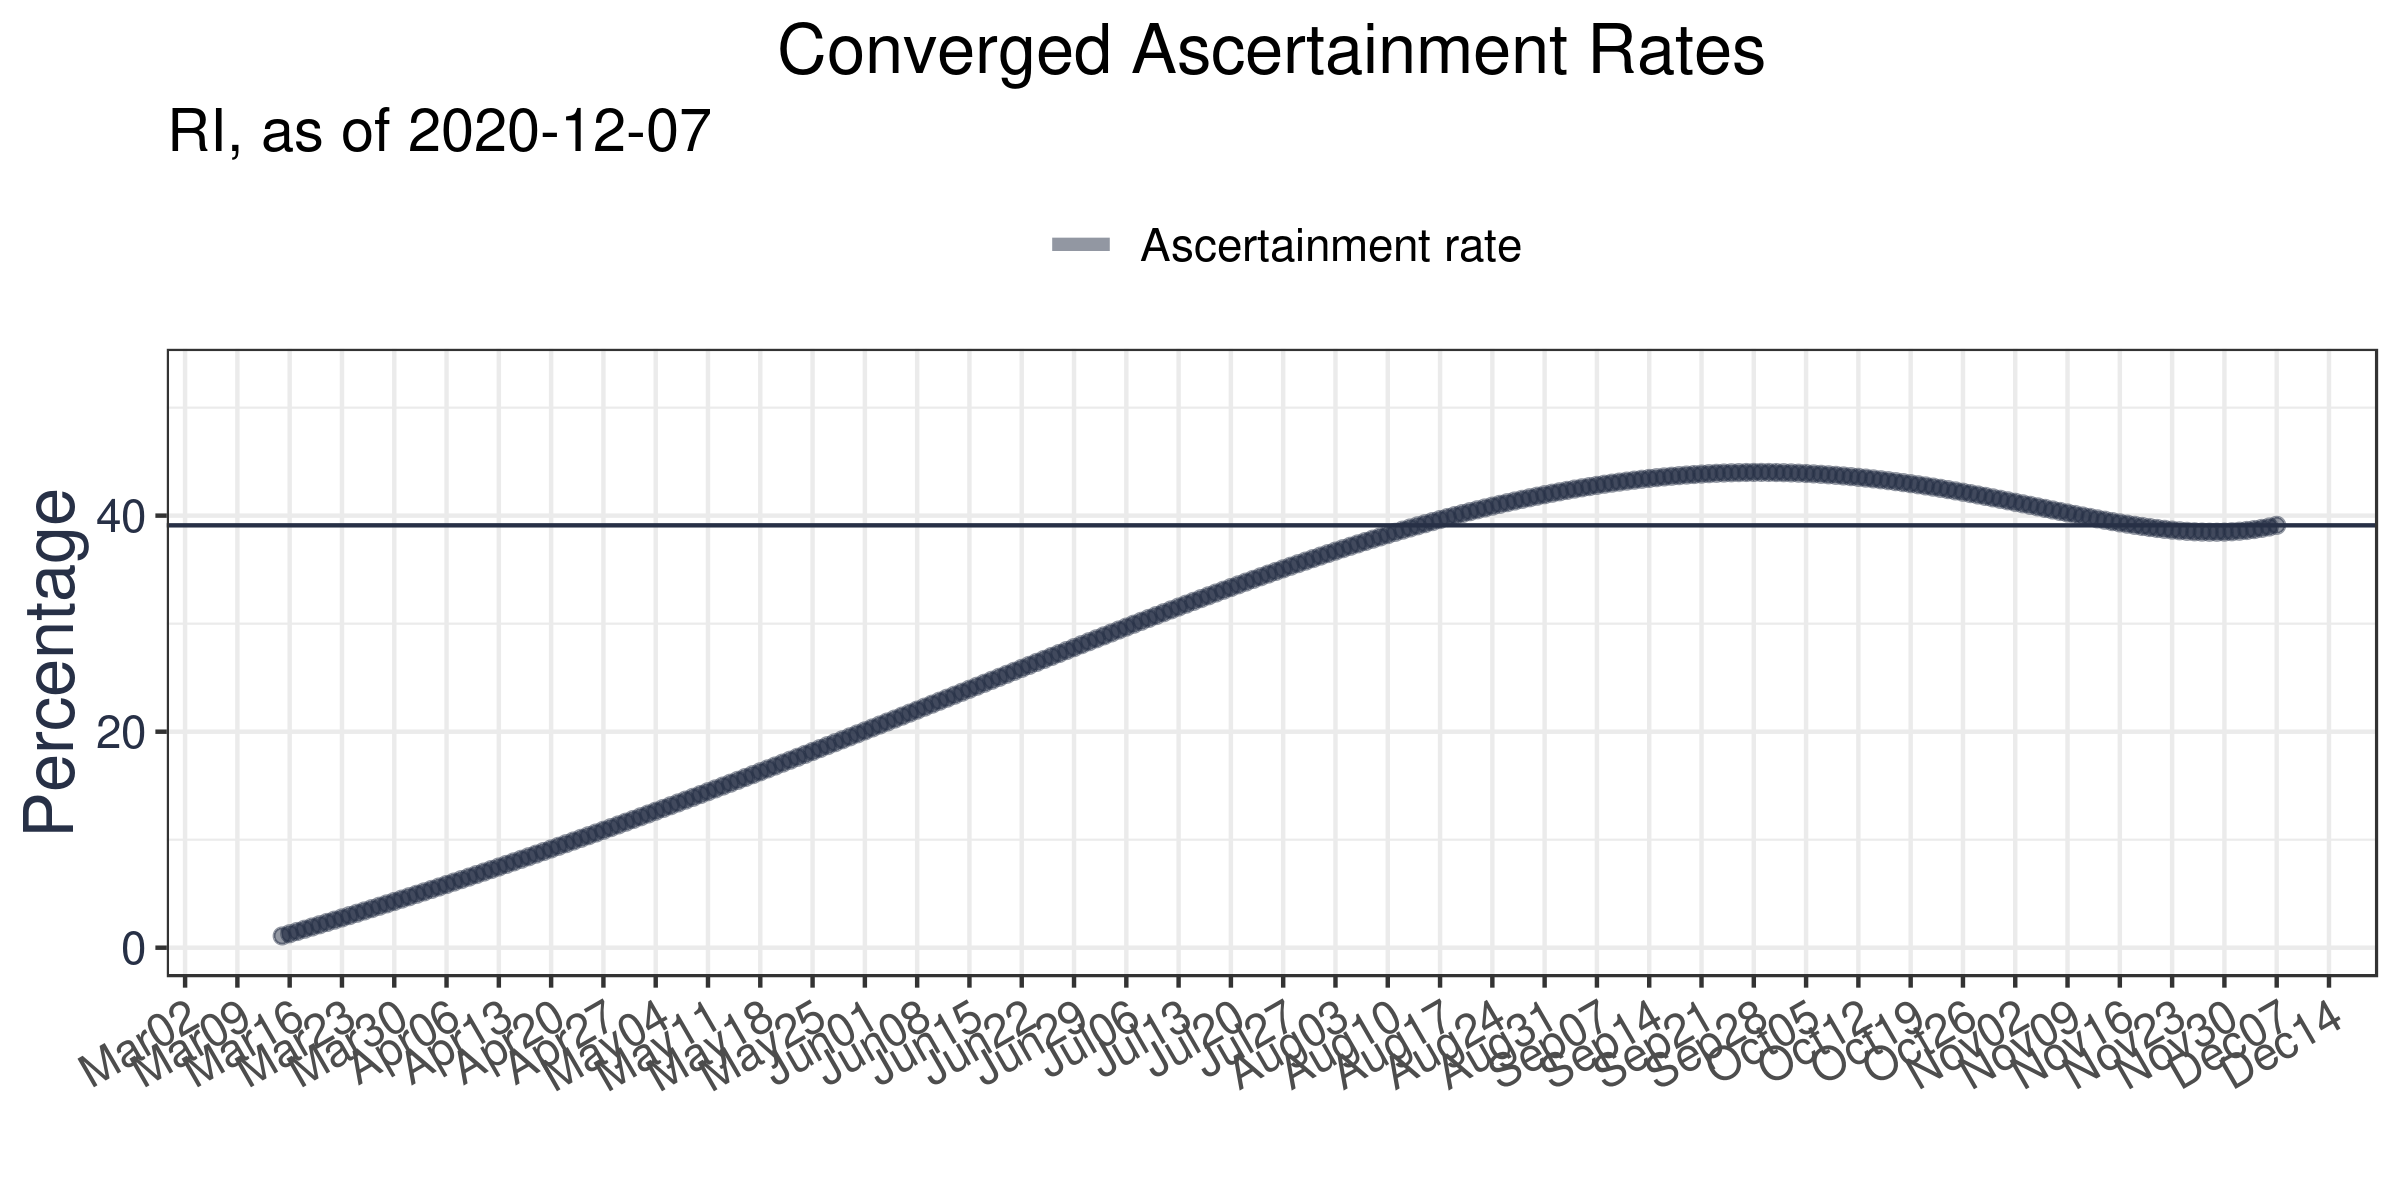 Converged Ascertainment Rates
RI, as of 2020-12-07
Ascertainment rate
Percentage
40
20
0
Mar02
Mar09
Mar16
Mar23
Mar30
Apr06
Apr13
Apr20
Apr27
May04
May11
May18
May25
Jun01
Jun08
Jun15
Jun22
Jun29
Jul06
Jul13
Jul20
Jul27
Aug03
Aug10
Aug17
Aug24
Aug31
Sep07
Sep14
Sep21
Sep28
Oct05
Oct12
Oct19
Oct26
Nov02
Nov09
Nov16
Nov23
Nov30
Dec07
Dec14